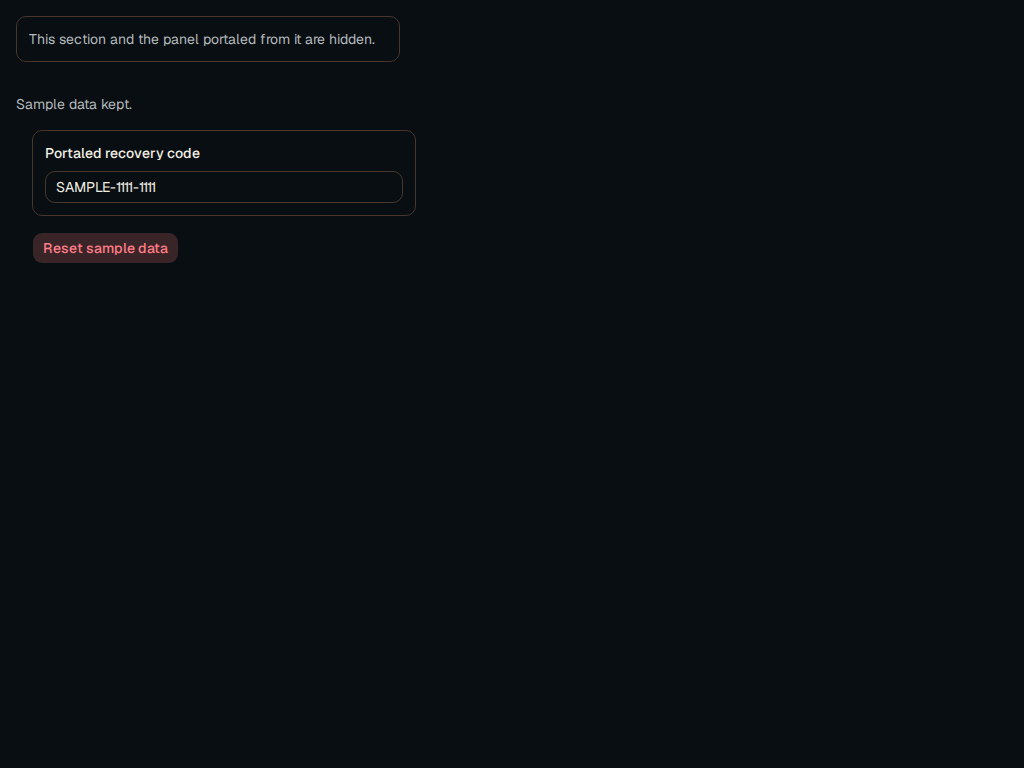 This section and the panel portaled from it are hidden.
Sample data kept.
Portaled recovery code
SAMPLE-1111-1111
Reset sample data